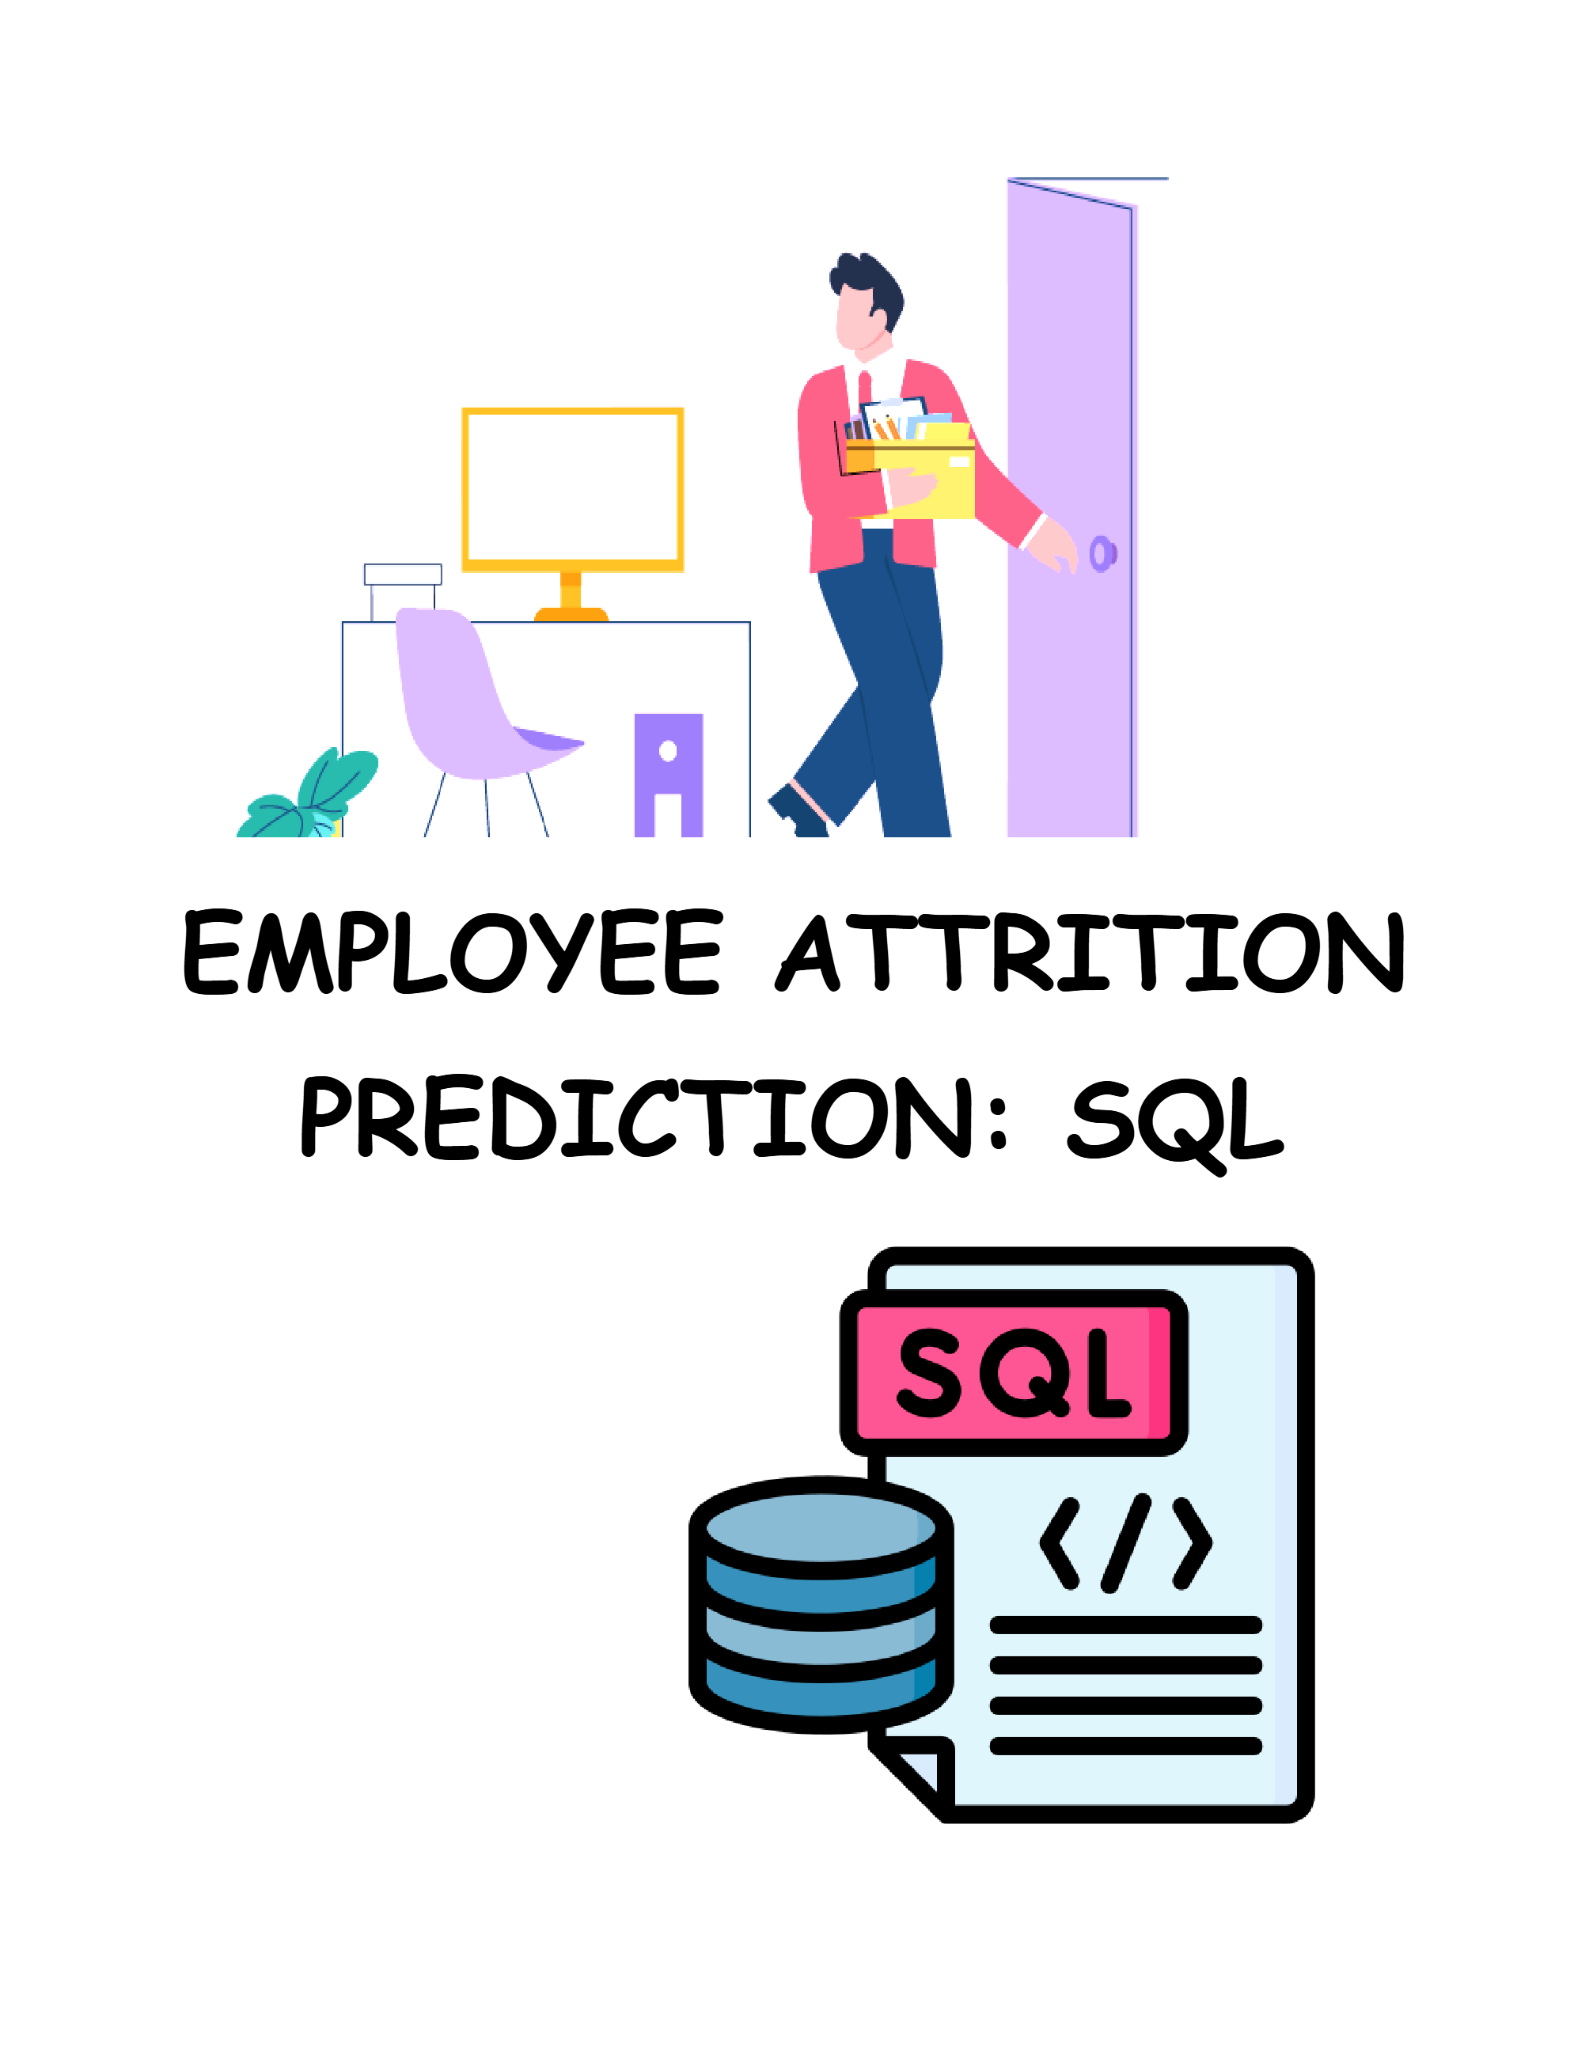 EMPLOYEE ATTRITION
PREDICTION: SQL
SQL
</>